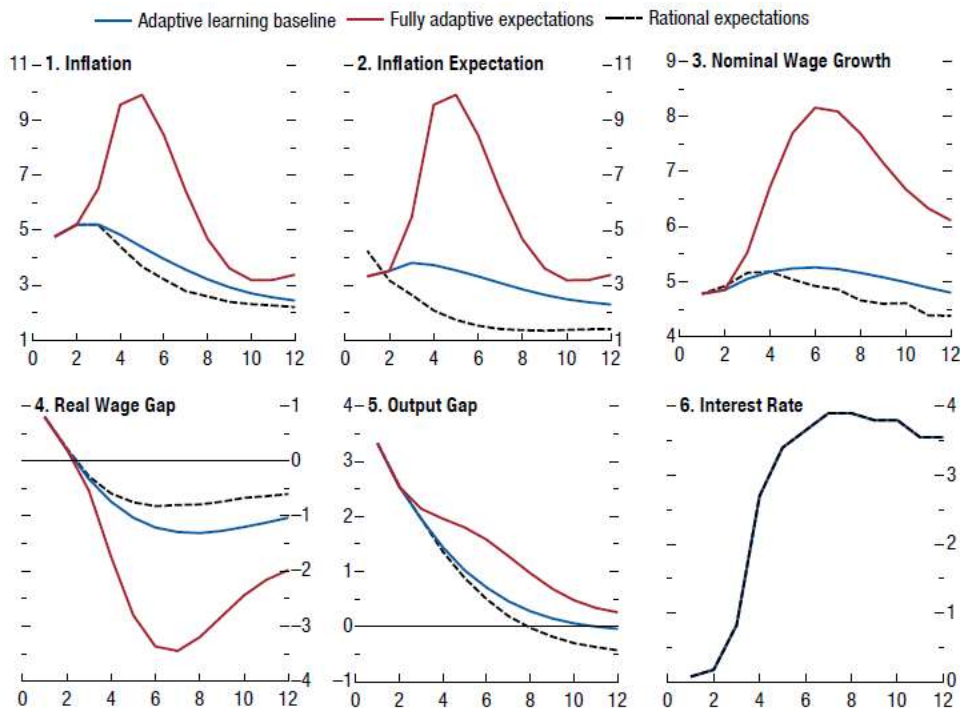 Adaptive learning baseline Fully adaptive expectations Rational expectations
1. Inflation
11
9
7
5
3
1
0 2 4 6 8 10 12
2. Inflation Expectation
11
9
7
5
3
1
0 2 4 6 8 10 12
3. Nominal Wage Growth
9
8
7
6
5
4
0 2 4 6 8 10 12
4. Real Wage Gap
1
0
–1
–2
–3
–4
0 2 4 6 8 10 12
5. Output Gap
4
3
2
1
0
–1
0 2 4 6 8 10 12
6. Interest Rate
4
3
2
1
0
0 2 4 6 8 10 12